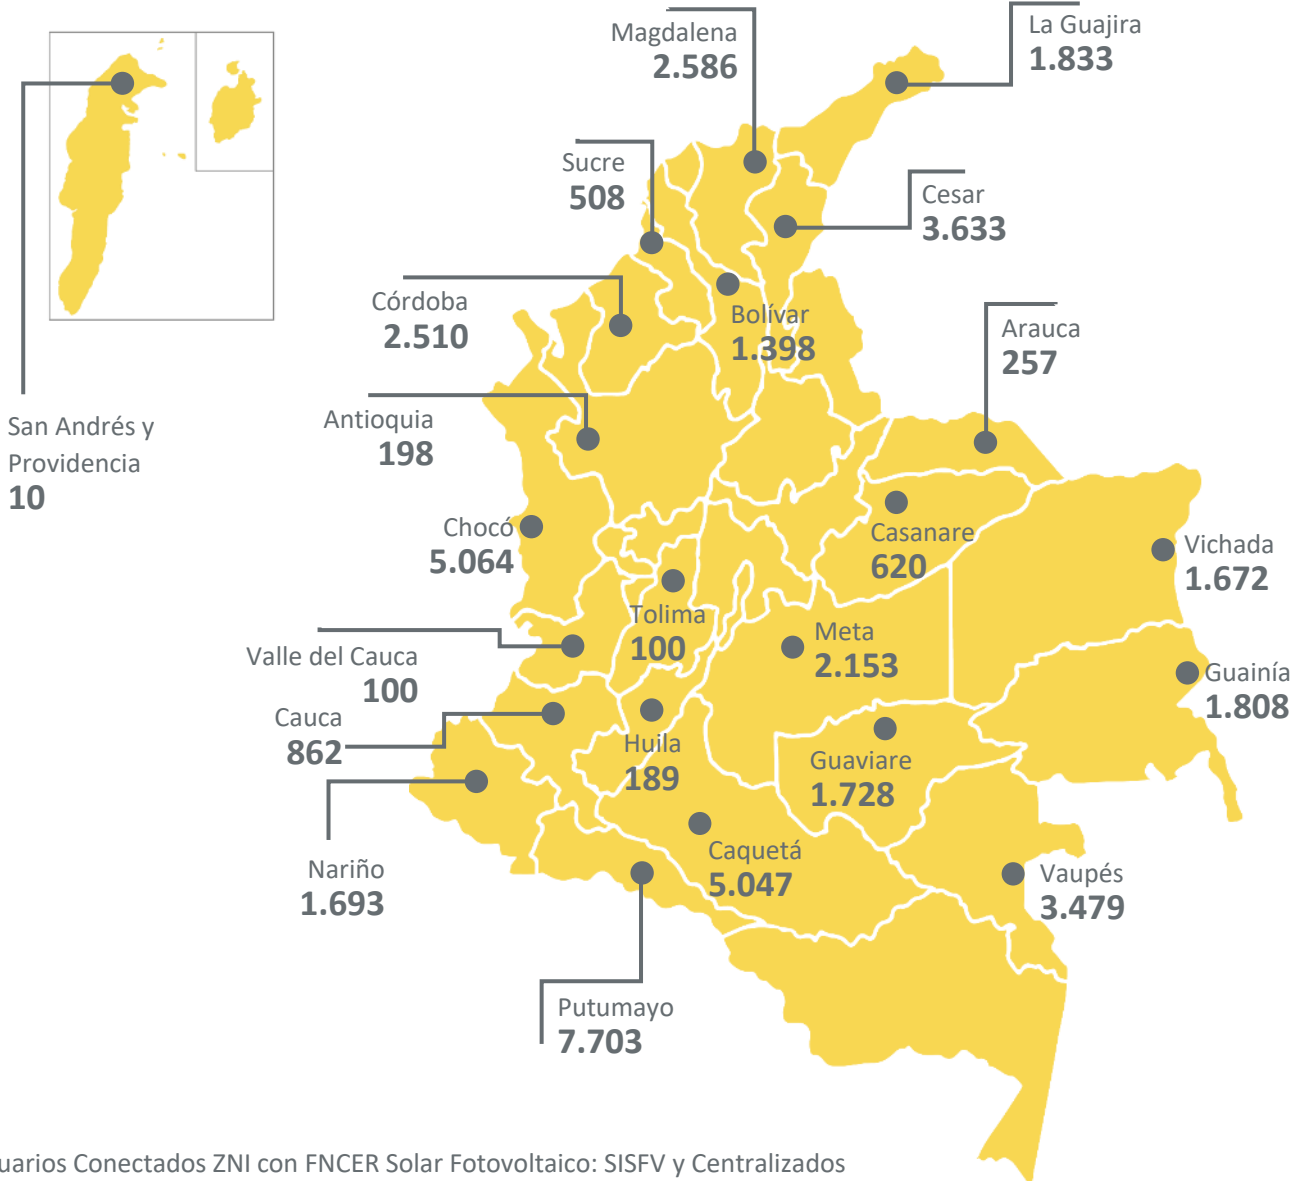 Magdalena
2.586
La Guajira
1.833
Sucre
508
Cesar
3.633
Córdoba
2.510
Bolívar
1.398
Arauca
257
Antioquia
198
San Andrés y
Providencia
10
Chocó
5.064
Casanare
620
Vichada
1.672
Tolima
100
Meta
2.153
Valle del Cauca
100
Guainía
1.808
Cauca
862
Huila
189
Guaviare
1.728
Nariño
1.693
Caquetá
5.047
Vaupés
3.479
Putumayo
7.703
uarios Conectados ZNI con FNCER Solar Fotovoltaico: SISFV y Centralizados